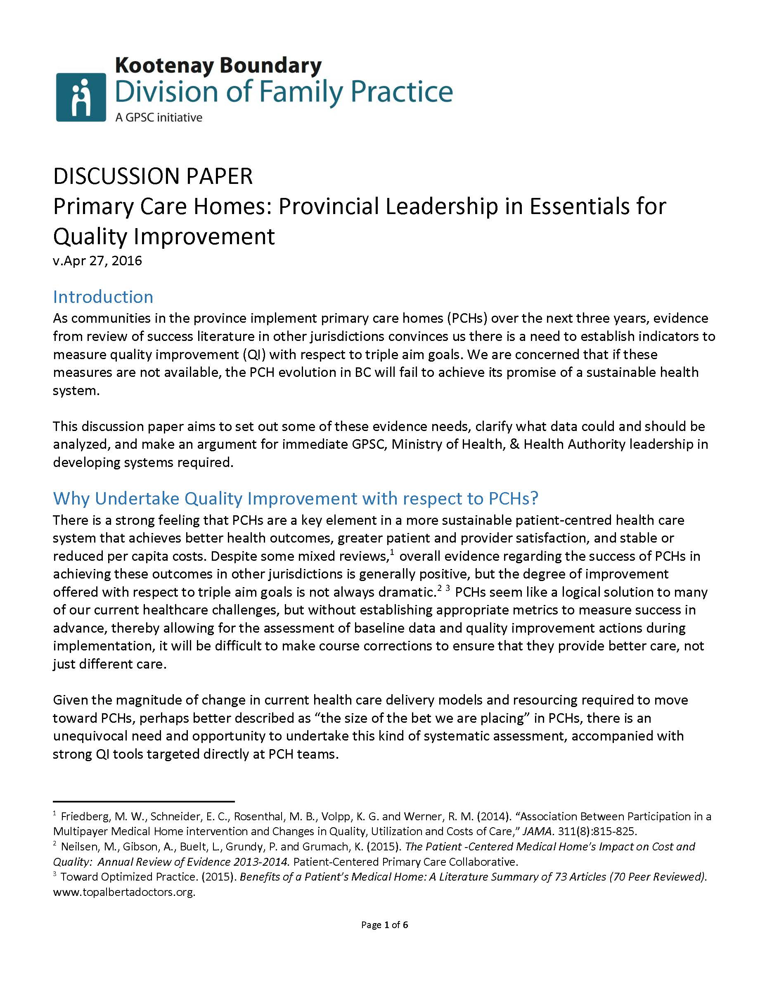 Kootenay Boundary
Division of Family Practice
A GPSC initiative
DISCUSSION PAPER
Primary Care Homes: Provincial Leadership in Essentials for
Quality Improvement
v.Apr 27, 2016
Introduction
As communities in the province implement primary care homes (PCHs) over the next three years, evidence
from review of success literature in other jurisdictions convinces us there is a need to establish indicators to
measure quality improvement (QI) with respect to triple aim goals. We are concerned that if these
measures are not available, the PCH evolution in BC will fail to achieve its promise of a sustainable health
system.
This discussion paper aims to set out some of these evidence needs, clarify what data could and should be
analyzed, and make an argument for immediate GPSC, Ministry of Health, & Health Authority leadership in
developing systems required.
Why Undertake Quality Improvement with respect to PCHs?
There is a strong feeling that PCHs are a key element in a more sustainable patient-centred health care
system that achieves better health outcomes, greater patient and provider satisfaction, and stable or
reduced per capita costs. Despite some mixed reviews,1 overall evidence regarding the success of PCHs in
achieving these outcomes in other jurisdictions is generally positive, but the degree of improvement
offered with respect to triple aim goals is not always dramatic.2 3 PCHs seem like a logical solution to many
of our current healthcare challenges, but without establishing appropriate metrics to measure success in
advance, thereby allowing for the assessment of baseline data and quality improvement actions during
implementation, it will be difficult to make course corrections to ensure that they provide better care, not
just different care.
Given the magnitude of change in current health care delivery models and resourcing required to move
toward PCHs, perhaps better described as “the size of the bet we are placing” in PCHs, there is an
unequivocal need and opportunity to undertake this kind of systematic assessment, accompanied with
strong QI tools targeted directly at PCH teams.
1 Friedberg, M. W., Schneider, E. C., Rosenthal, M. B., Volpp, K. G. and Werner, R. M. (2014). “Association Between Participation in a
Multipayer Medical Home intervention and Changes in Quality, Utilization and Costs of Care,” JAMA. 311(8):815-825.
2 Neilsen, M., Gibson, A., Buelt, L., Grundy, P. and Grumach, K. (2015). The Patient -Centered Medical Home’s Impact on Cost and
Quality: Annual Review of Evidence 2013-2014. Patient-Centered Primary Care Collaborative.
3 Toward Optimized Practice. (2015). Benefits of a Patient’s Medical Home: A Literature Summary of 73 Articles (70 Peer Reviewed).
www.topalbertadoctors.org.
Page 1 of 6